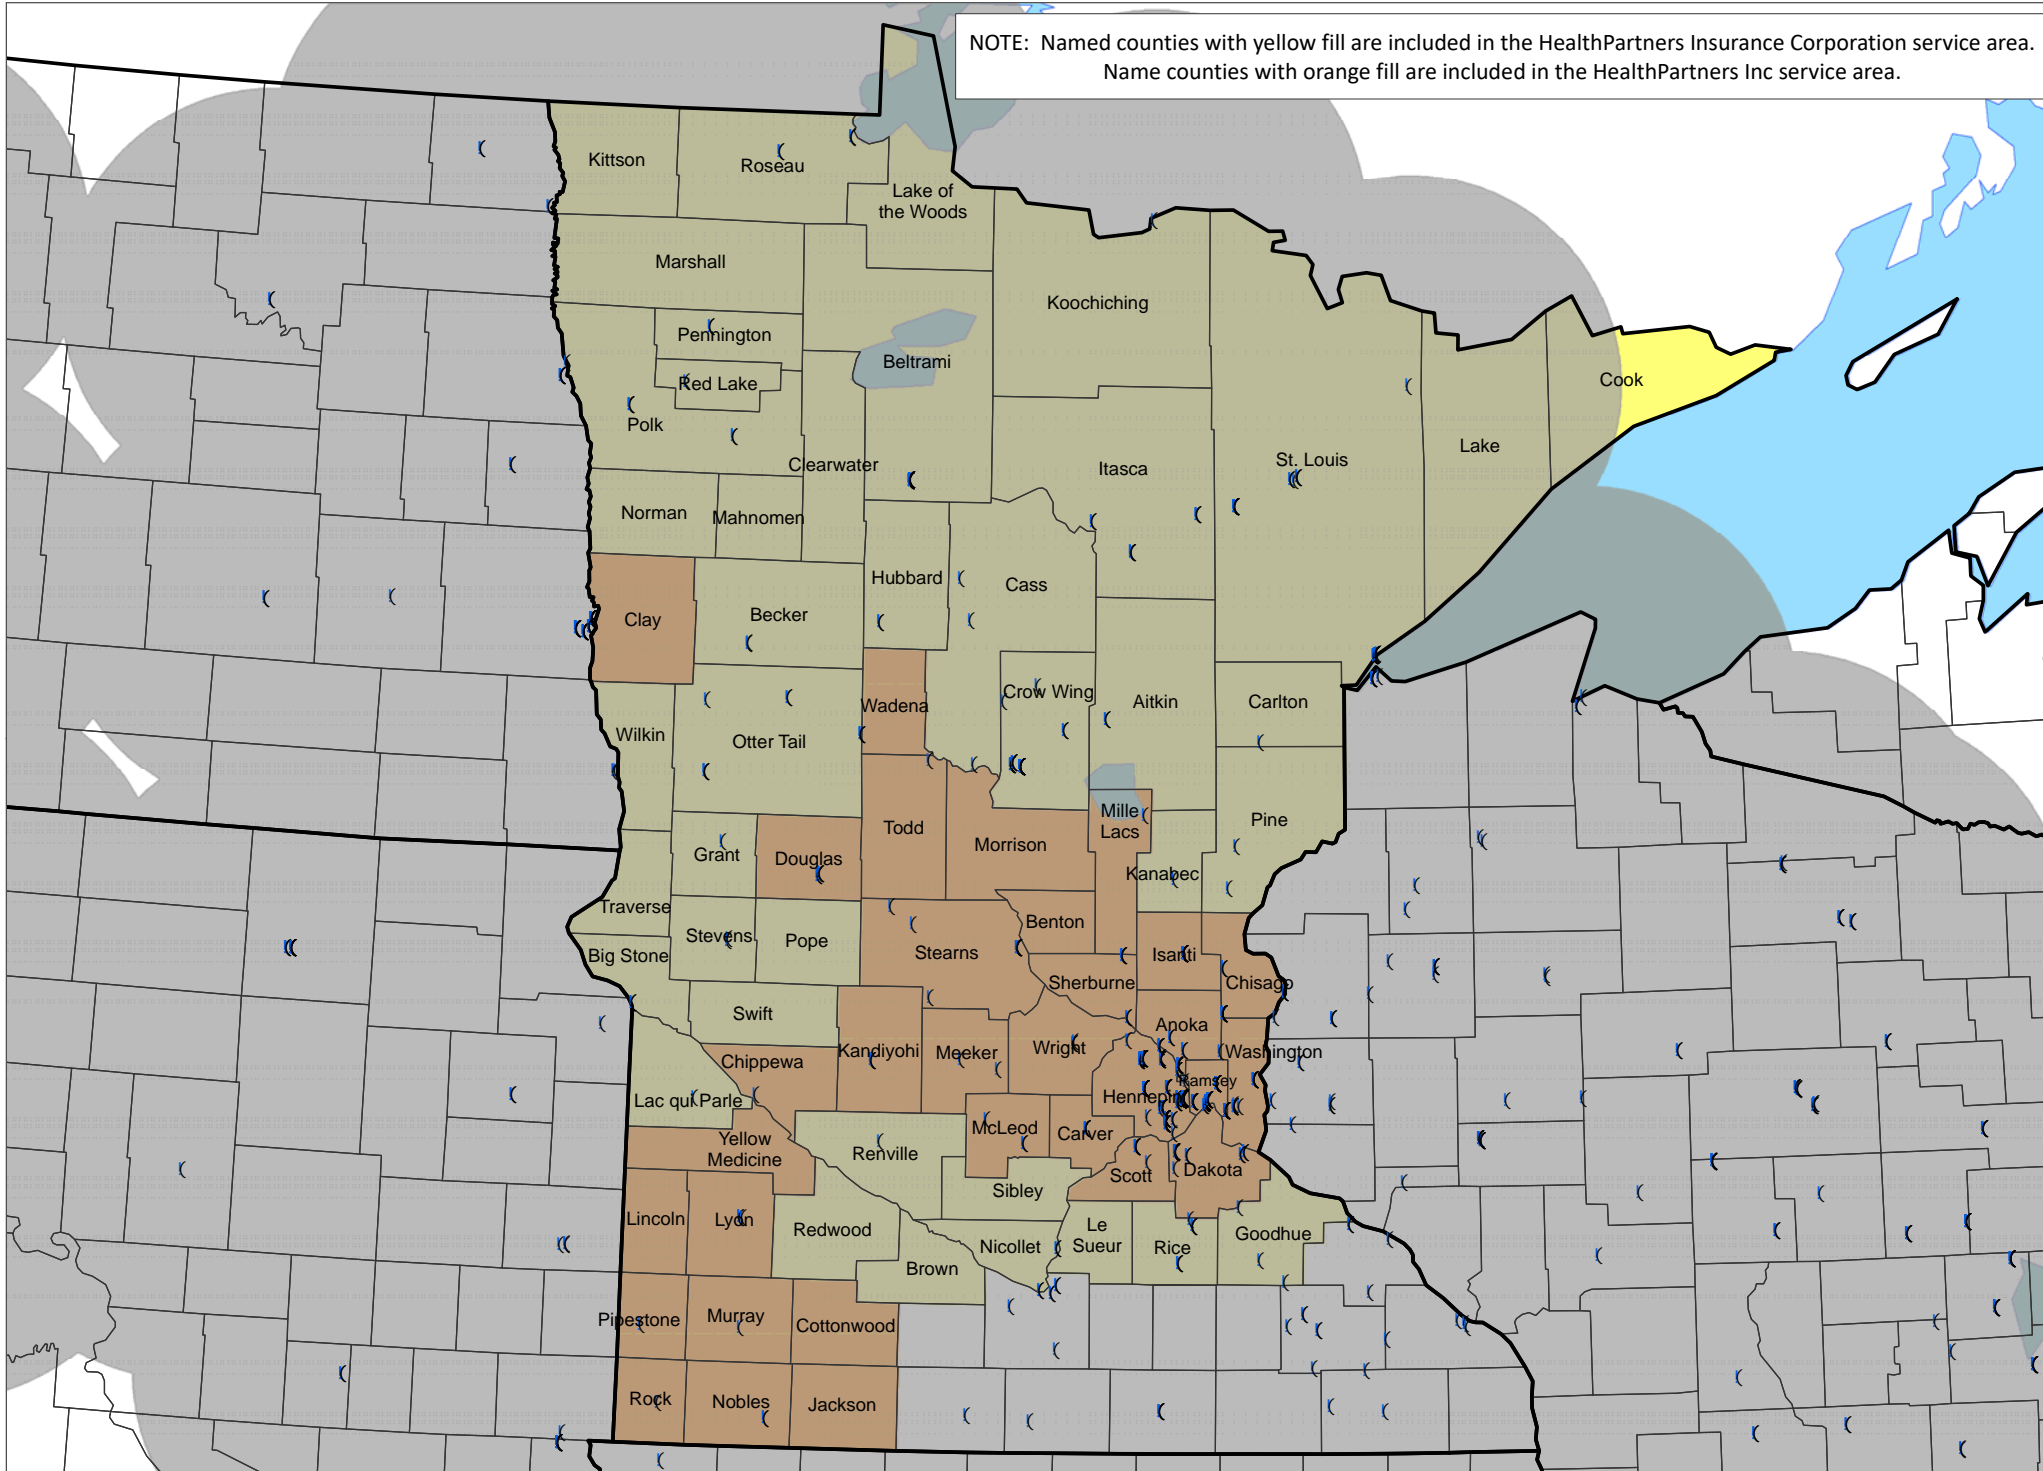 NOTE:  Named counties with yellow fill are included in the HealthPartners Insurance Corporation service area.
Name counties with orange fill are included in the HealthPartners Inc service area.
Kittson
Roseau
Lake of
the Woods
Marshall
Koochiching
Pennington
Beltrami
Red Lake
Cook
Polk
Lake
Clearwater
Itasca
St. Louis
Norman
Mahnomen
Hubbard
Cass
Clay
Becker
Crow Wing
Aitkin
Carlton
Wadena
Wilkin
Otter Tail
Mille
Lacs
Pine
Todd
Morrison
Grant
Douglas
Kanabec
Traverse
Benton
Stevens
Pope
Stearns
Isanti
Big Stone
Sherburne
Chisago
Swift
Anoka
Kandiyohi
Meeker
Wright
Washington
Chippewa
Ramsey
Hennepin
Lac qui Parle
McLeod
Carver
Yellow
Medicine
Renville
Scott
Dakota
Sibley
Lincoln
Lyon
Redwood
Le
Sueur
Goodhue
Nicollet
Rice
Brown
Pipestone
Murray
Cottonwood
Rock
Nobles
Jackson